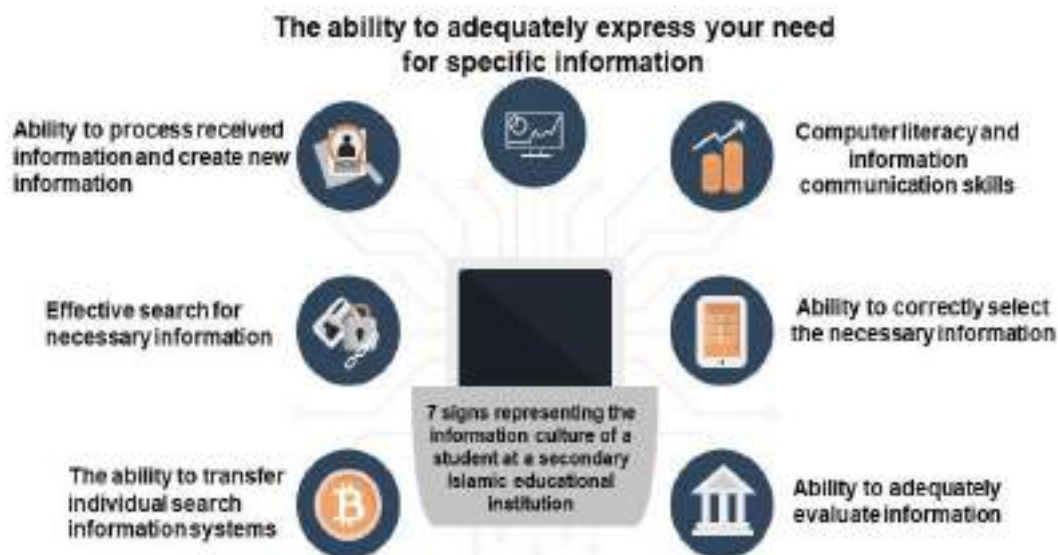 The ability to adequately express your need
for specific information
Ability to process received
information and create new
information
Computer literacy and
information
communication skills
Effective search for
necessary information
Ability to correctly select
the necessary information
7 signs representing the
information culture of a
student at a secondary
Islamic educational
institution
The ability to transfer
individual search
information systems
Ability to adequately
evaluate information